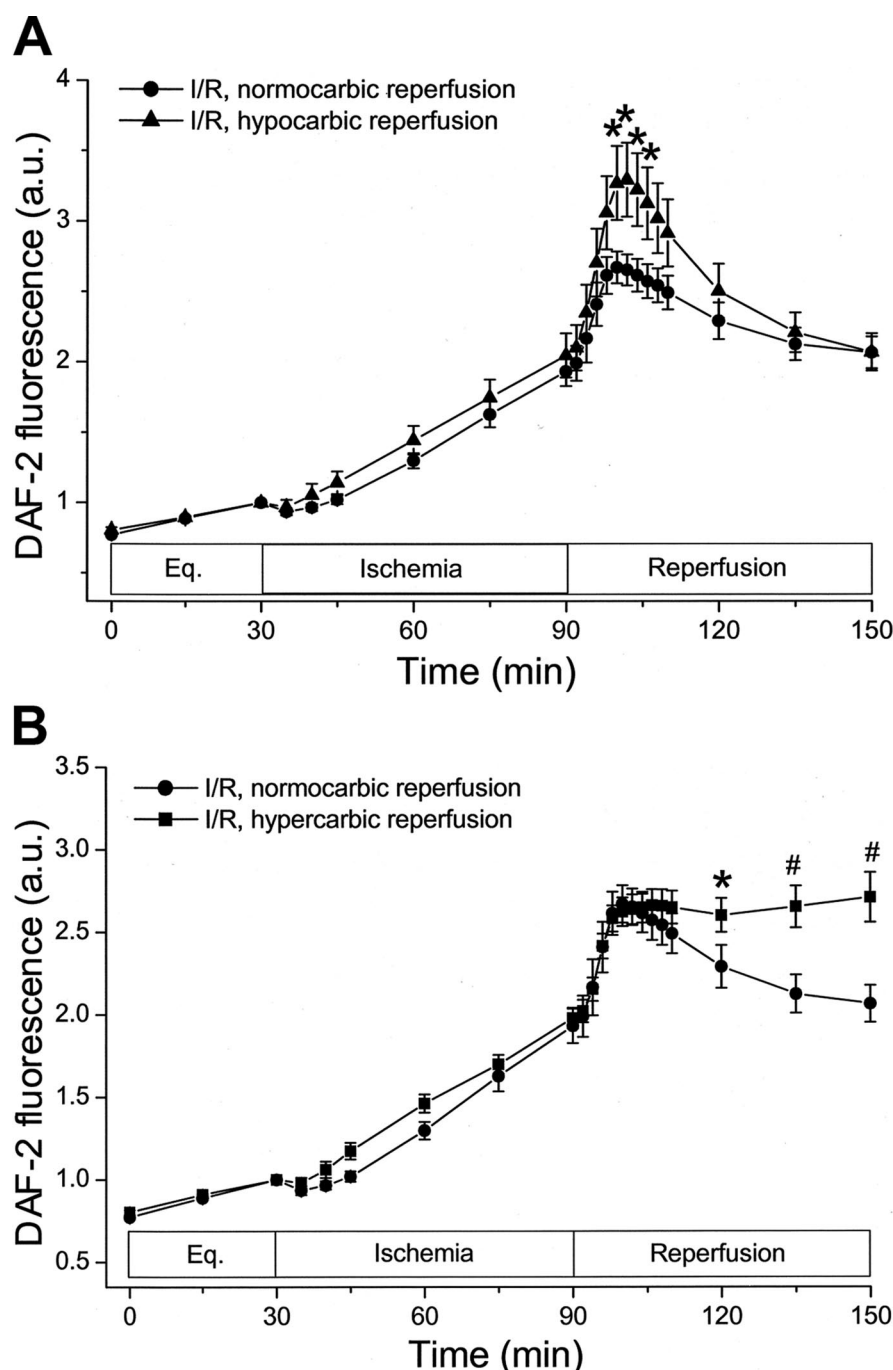 A
I/R, normocarbic reperfusion
I/R, hypocarbic reperfusion
4
3
2
1
DAF-2 fluorescence (a.u.)
* * * *
Eq. Ischemia Reperfusion
0 30 60 90 120 150
Time (min)
B
I/R, normocarbic reperfusion
I/R, hypercarbic reperfusion
3.5
3.0
2.5
2.0
1.5
1.0
0.5
DAF-2 fluorescence (a.u.)
* # #
Eq. Ischemia Reperfusion
0 30 60 90 120 150
Time (min)